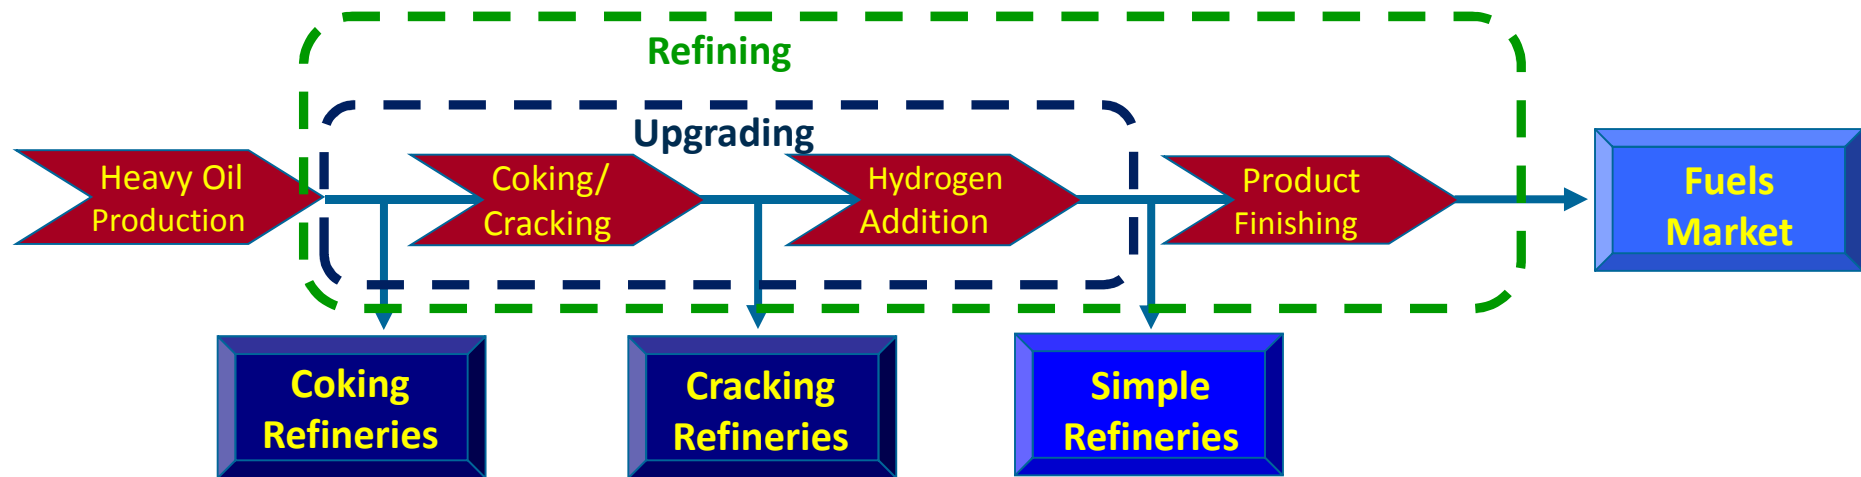 Refining
Upgrading
Heavy Oil
Production
Coking/
Cracking
Hydrogen
Addition
Product
Finishing
Fuels
Market
Coking
Refineries
Cracking
Refineries
Simple
Refineries